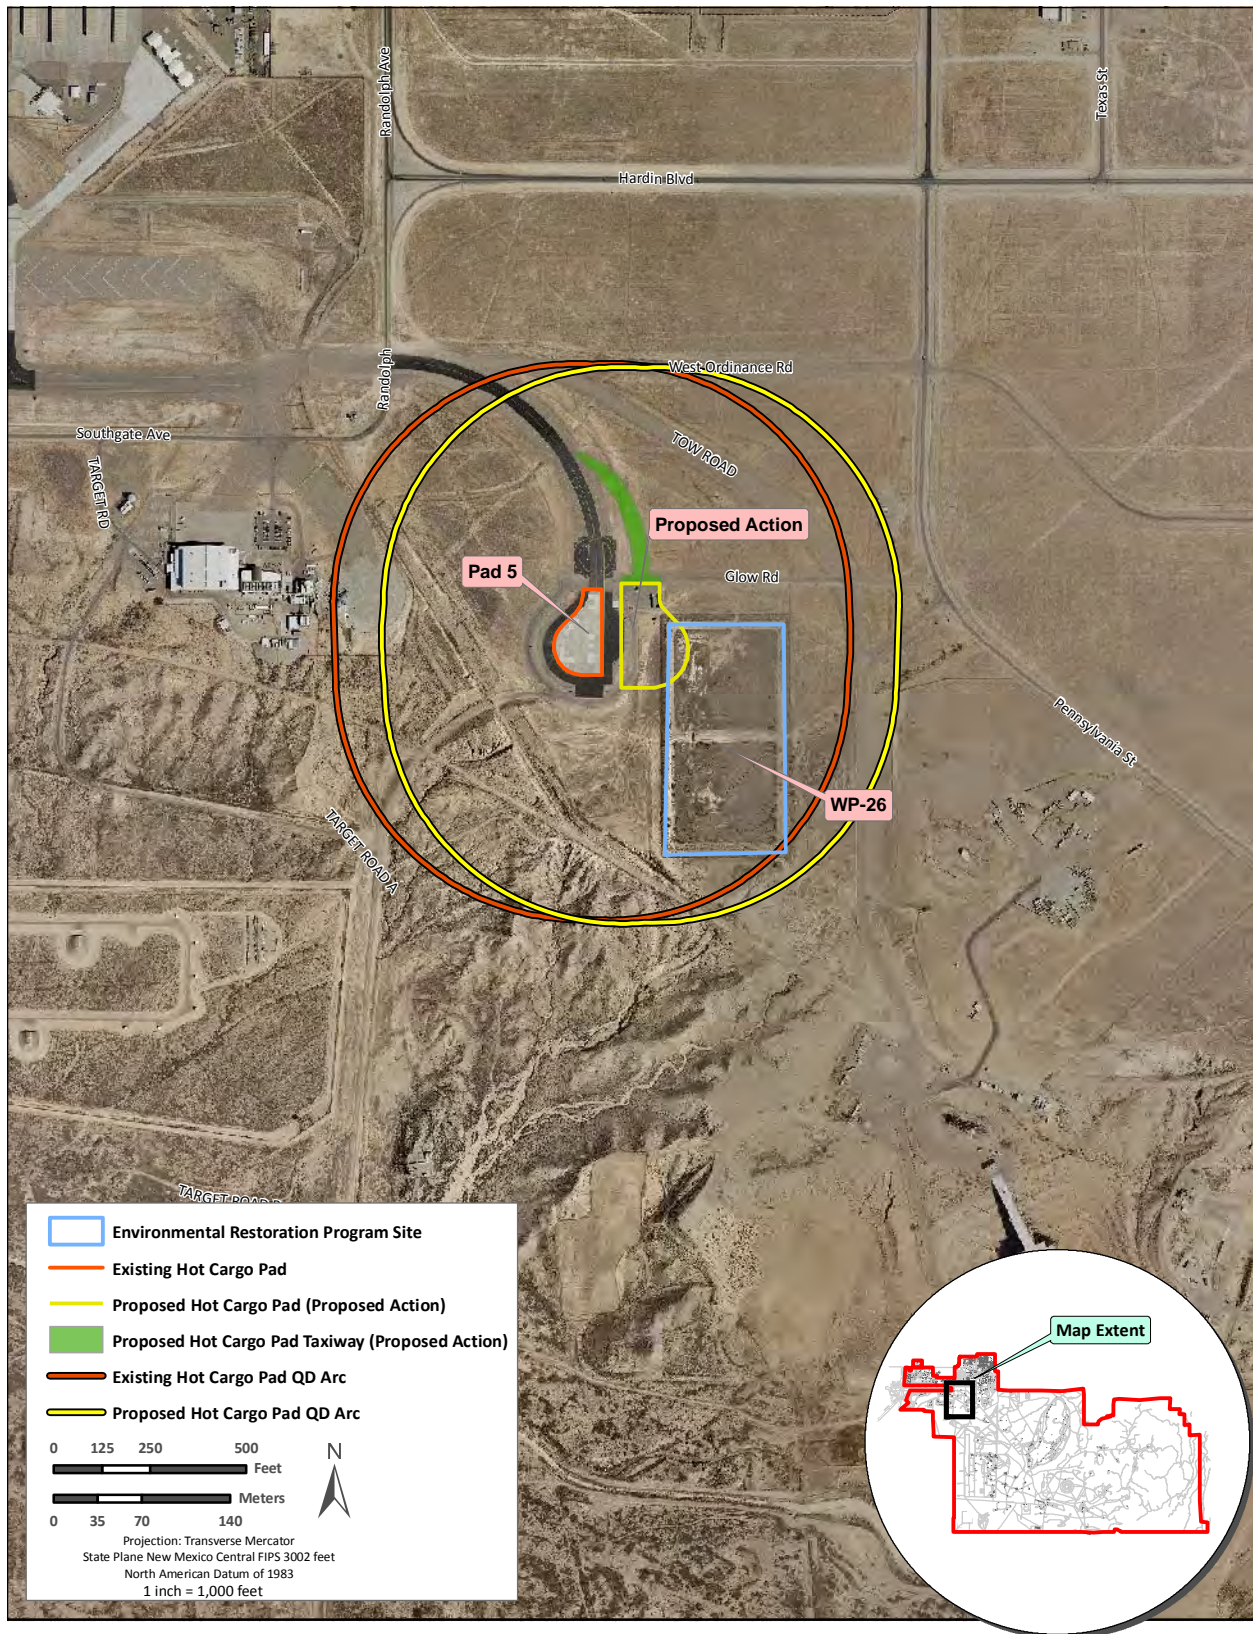 Randolph Ave
Texas St
Hardin Blvd
West Ordinance Rd
Randolph
Southgate Ave
TARGET RD
TOW ROAD
Proposed Action
Pad 5
Glow Rd
Pennsylvania St
WP-26
TARGET ROAD A
TARGET ROAD
Environmental Restoration Program Site
Existing Hot Cargo Pad
Proposed Hot Cargo Pad (Proposed Action)
Proposed Hot Cargo Pad Taxiway (Proposed Action)
Existing Hot Cargo Pad QD Arc
Proposed Hot Cargo Pad QD Arc
0 125 250 500
Feet
Meters
0 35 70 140
N
Projection: Transverse Mercator
State Plane New Mexico Central FIPS 3002 feet
North American Datum of 1983
1 inch = 1,000 feet
Map Extent